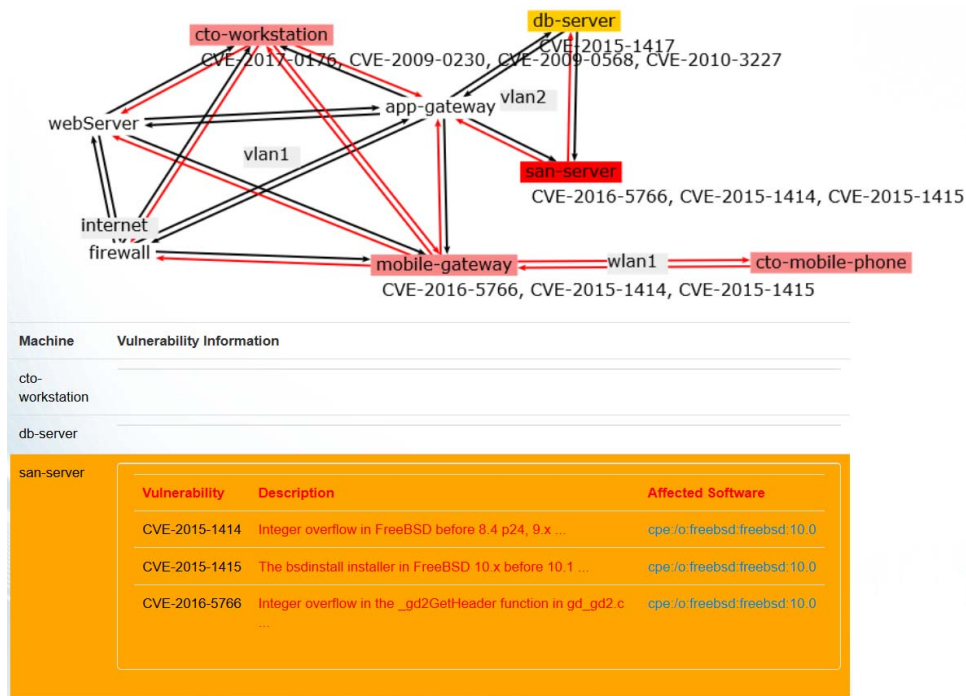 db-server
cto-workstation
CVE-2015-1417
CVE-2017-0176, CVE-2009-0230, CVE-2009-0568, CVE-2010-3227
vlan2
app-gateway
webServer
vlan1
san-server
CVE-2016-5766, CVE-2015-1414, CVE-2015-1415
internet
firewall
mobile-gateway
wlan1
cto-mobile-phone
CVE-2016-5766, CVE-2015-1414, CVE-2015-1415
Machine Vulnerability Information
cto-
workstation
db-server
san-server
Vulnerability Description Affected Software
CVE-2015-1414 Integer overflow in FreeBSD before 8.4 p24, 9.x ... cpe:/o:freebsd:freebsd:10.0
CVE-2015-1415 The bsdinstall installer in FreeBSD 10.x before 10.1 ... cpe:/o:freebsd:freebsd:10.0
CVE-2016-5766 Integer overflow in the _gd2GetHeader function in gd_gd2.c cpe:/o:freebsd:freebsd:10.0
...